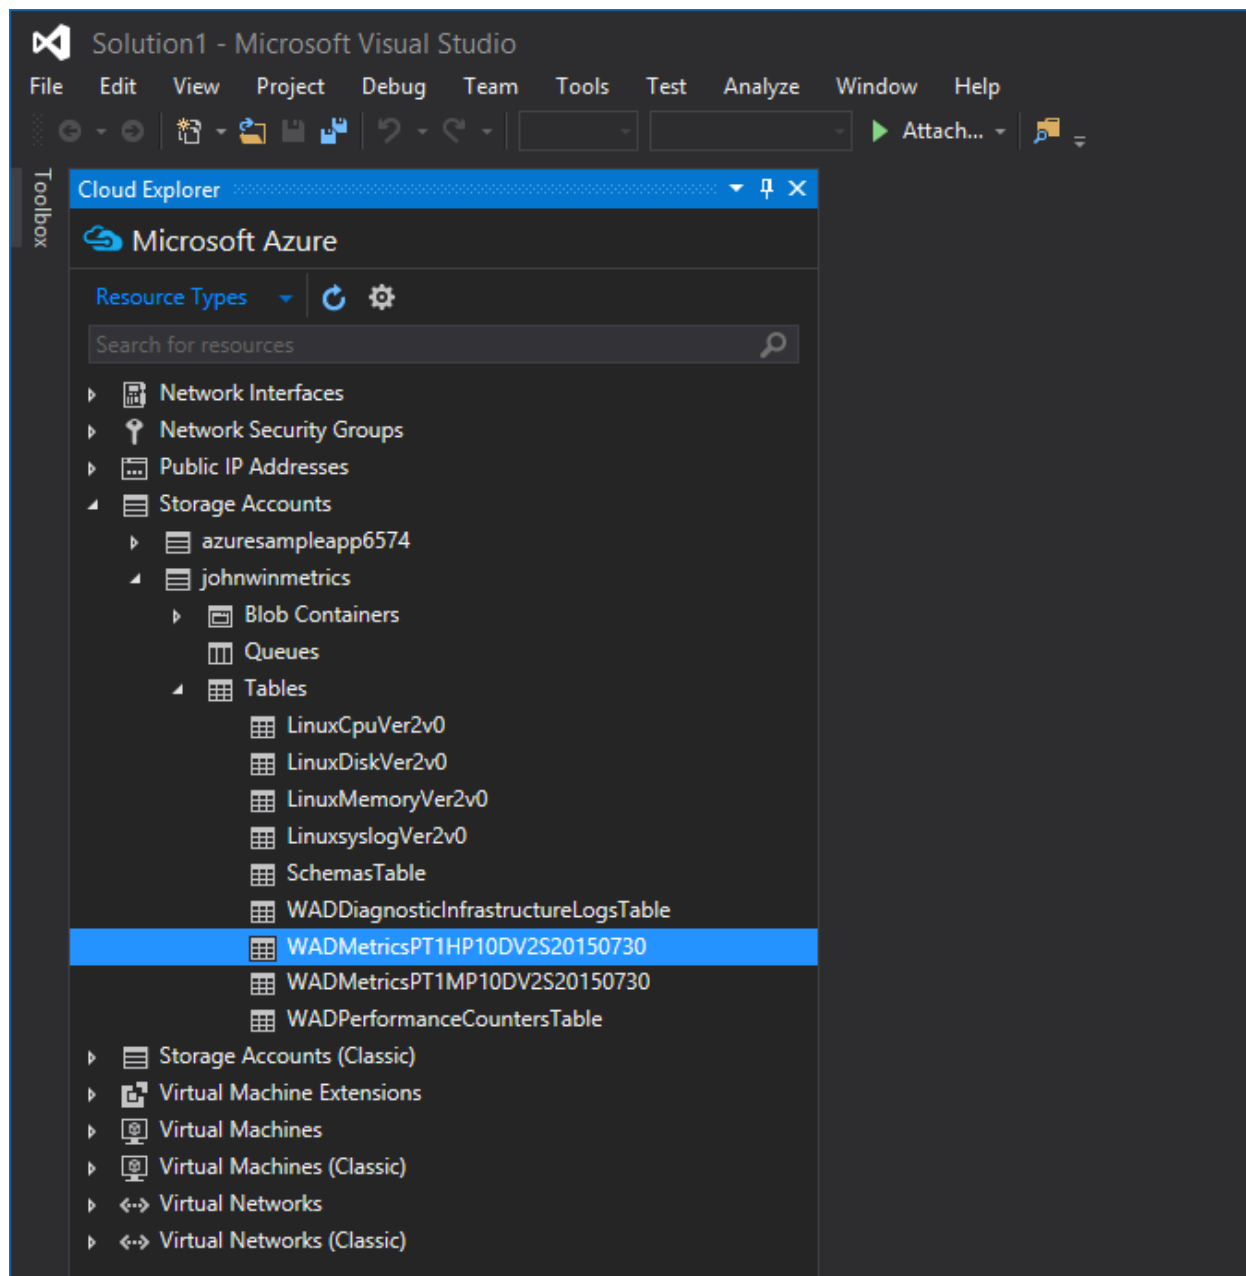 Solution1 - Microsoft Visual Studio
File Edit View Project Debug Team Tools Test Analyze Window Help
Attach...
Toolbox
Cloud Explorer
Microsoft Azure
Resource Types
Search for resources
Network Interfaces
Network Security Groups
Public IP Addresses
Storage Accounts
azuresampleapp6574
johnwinmetrics
Blob Containers
Queues
Tables
LinuxCpuVer2v0
LinuxDiskVer2v0
LinuxMemoryVer2v0
LinuxsyslogVer2v0
SchemasTable
WADDiagnosticInfrastructureLogsTable
WADMetricsPT1HP10DV2S20150730
WADMetricsPT1MP10DV2S20150730
WADPerformanceCountersTable
Storage Accounts (Classic)
Virtual Machine Extensions
Virtual Machines
Virtual Machines (Classic)
Virtual Networks
Virtual Networks (Classic)